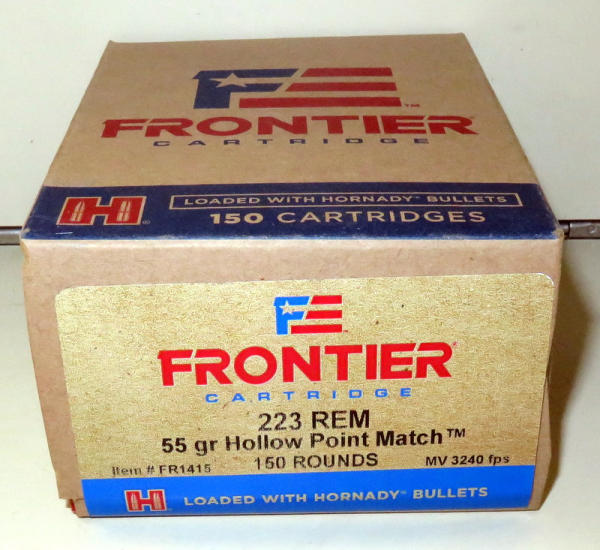 FRONTIER™
CARTRIDGE
H®
LOADED WITH HORNADY® BULLETS
150 CARTRIDGES
FRONTIER®
CARTRIDGE
223 REM
55 gr Hollow Point Match™
Item # FR1415 150 ROUNDS MV 3240 fps
H LOADED WITH HORNADY® BULLETS